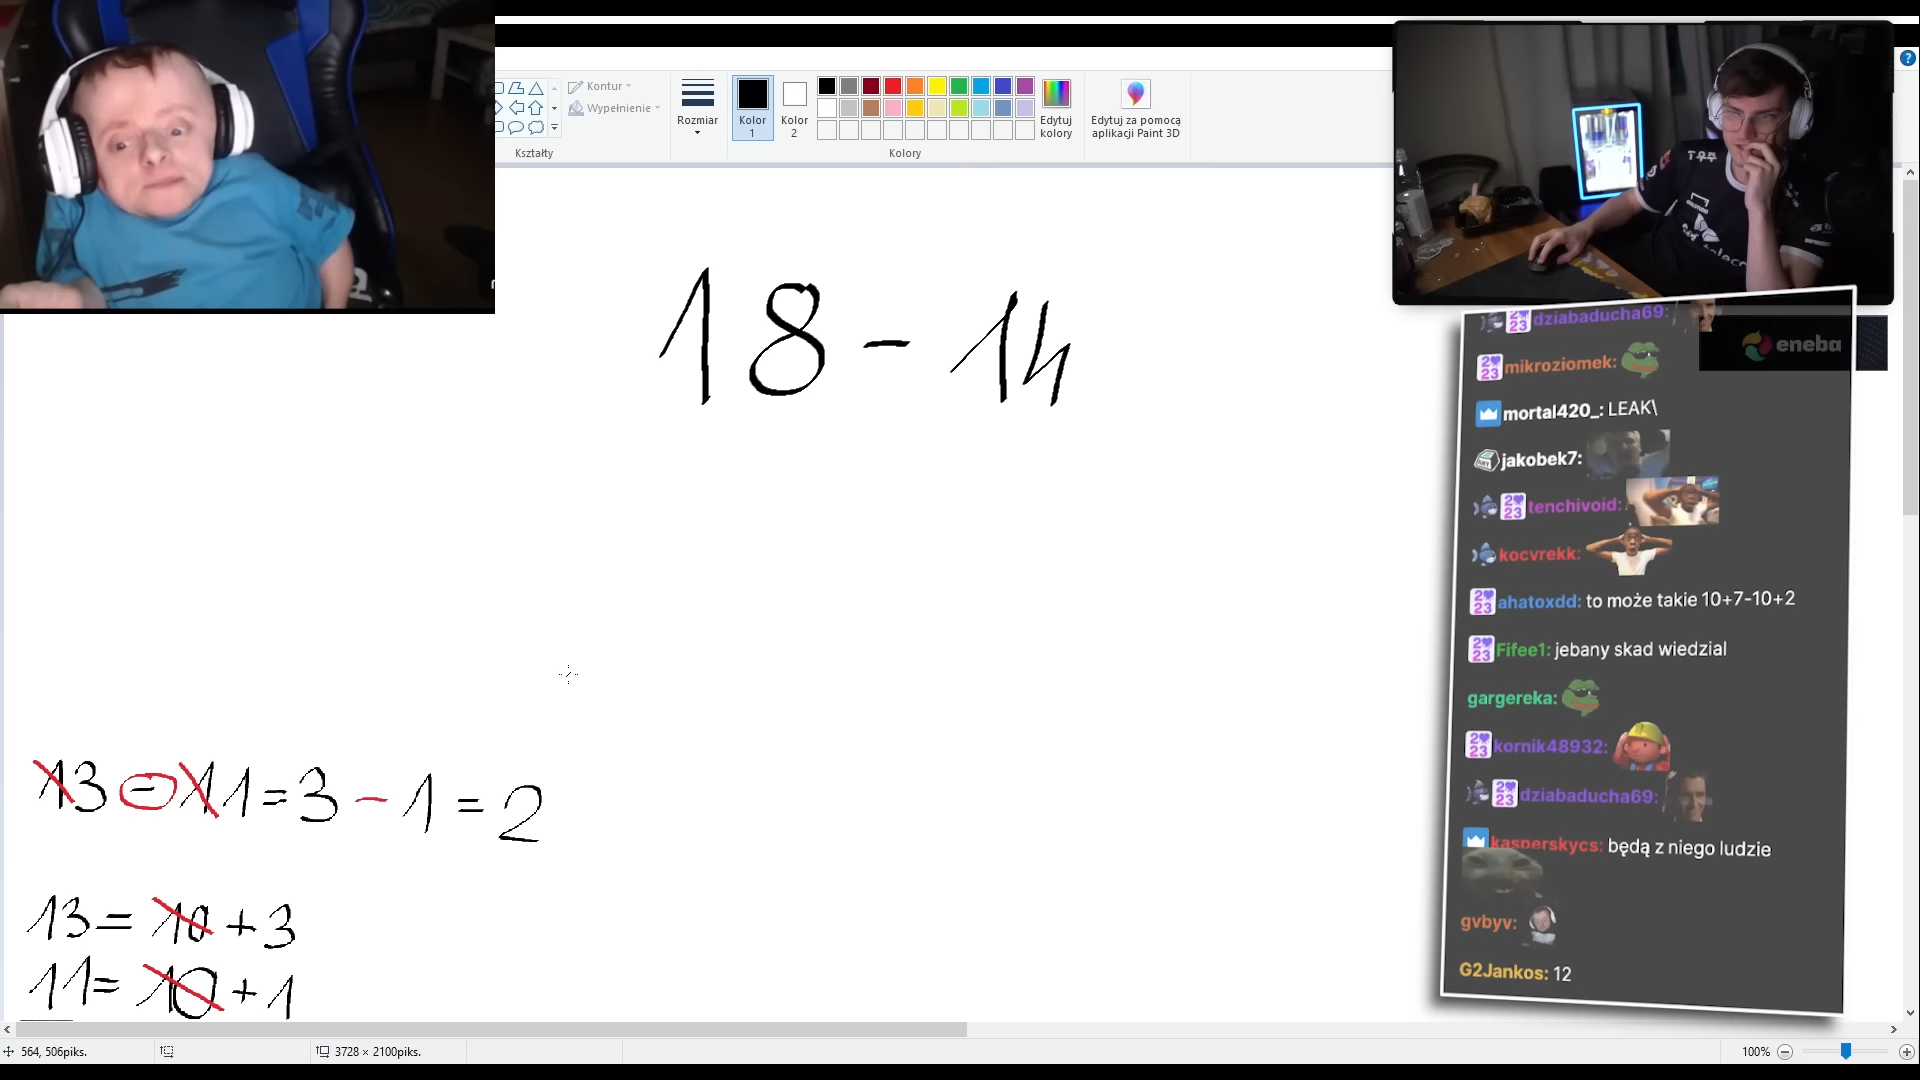 Kontur
Wypełnienie
Kształty
Rozmiar
Kolor 1
Kolor 2
Edytuj kolory
Edytuj za pomocą aplikacji Paint 3D
Kolory
18 - 14
13 - 11 = 3 - 1 = 2
13 = 10 + 3
11 = 10 + 1
eneba
dziabaducha69:
mikroziomek:
mortal420_: LEAK\
jakobek7:
tenchivoid:
kocvrekk:
ahatoxdd: to może takie 10+7-10+2
Fifee1: jebany skad wiedzial
gargereka:
kornik48932:
dziabaducha69:
kasperskycs: będą z niego ludzie
gvbyv:
G2Jankos: 12
564, 506piks.
3728 × 2100piks.
100%